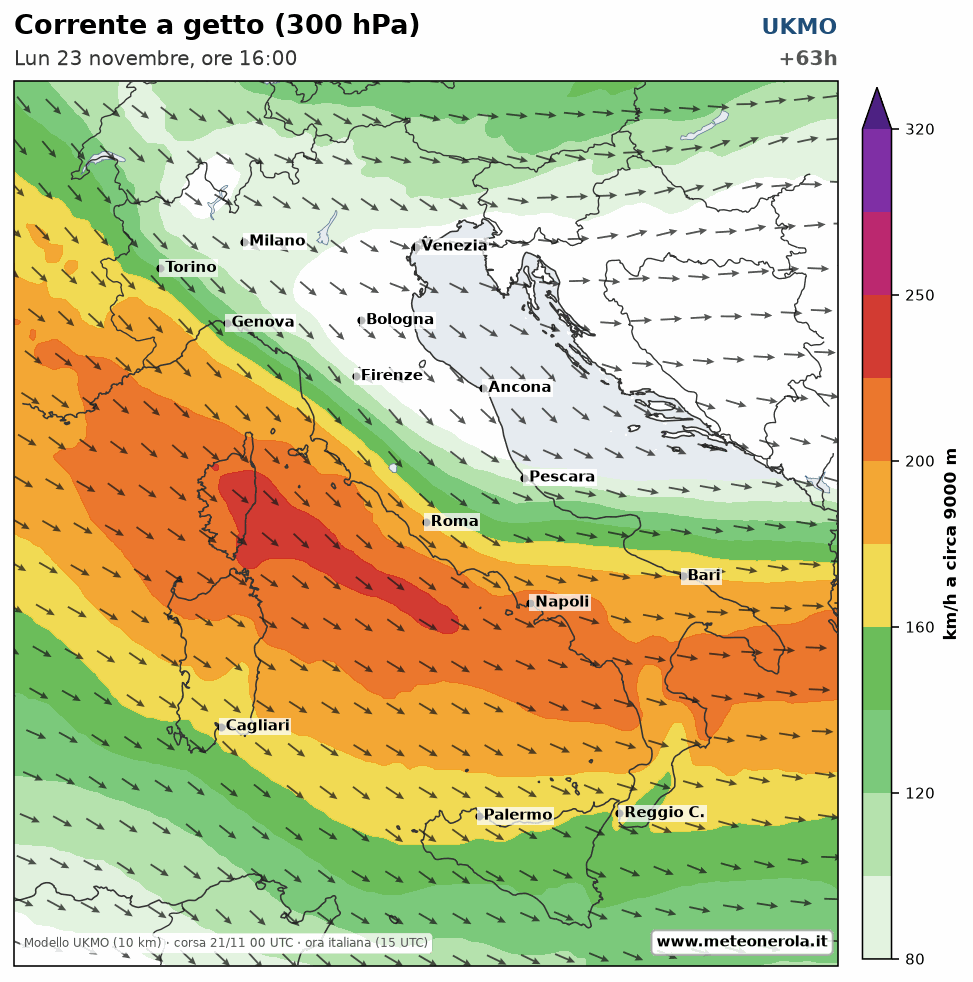 Corrente a getto (300 hPa)
UKMO
Lun 23 novembre, ore 16:00
+63h
320
Milano
Venezia
Torino
250
Genova
Bologna
Firenze
Ancona
200
Pescara
Roma
km/h a circa 9000 m
Bari
Napoli
160
Cagliari
120
Palermo
Reggio C.
Modello UKMO (10 km) · corsa 21/11 00 UTC · ora italiana (15 UTC)
www.meteonerola.it
80